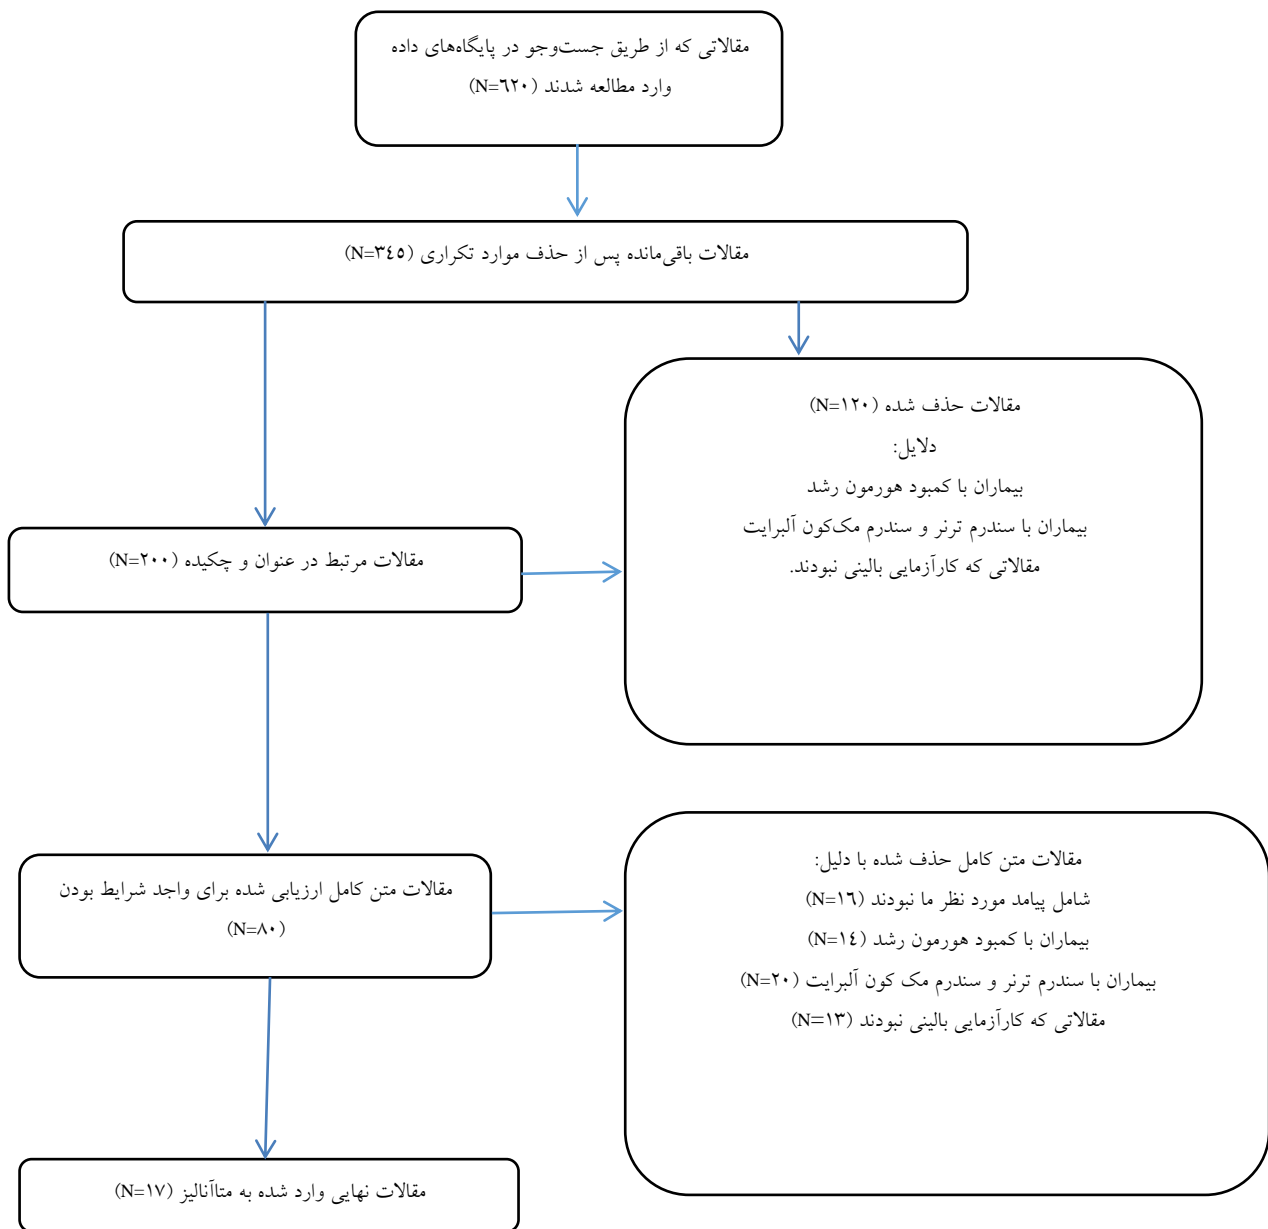 مقالاتی که از طریق جست‌وجو در پایگاه‌های داده
وارد مطالعه شدند (N=٦٢٠)
مقالات باقی‌مانده پس از حذف موارد تکراری (N=٣٤٥)
مقالات حذف شده (N=١٢٠)
دلایل:
بیماران با کمبود هورمون رشد
بیماران با سندرم ترنر و سندرم مک‌کون آلبرایت
مقالاتی که کارآزمایی بالینی نبودند.
مقالات مرتبط در عنوان و چکیده (N=٢٠٠)
مقالات متن کامل حذف شده با دلیل:
شامل پیامد مورد نظر ما نبودند (N=١٦)
بیماران با کمبود هورمون رشد (N=١٤)
بیماران با سندرم ترنر و سندرم مک کون آلبرایت (N=٢٠)
مقالاتی که کارآزمایی بالینی نبودند (N=١٣)
مقالات متن کامل ارزیابی شده برای واجد شرایط بودن
(N=٨٠)
مقالات نهایی وارد شده به متاآنالیز (N=١٧)